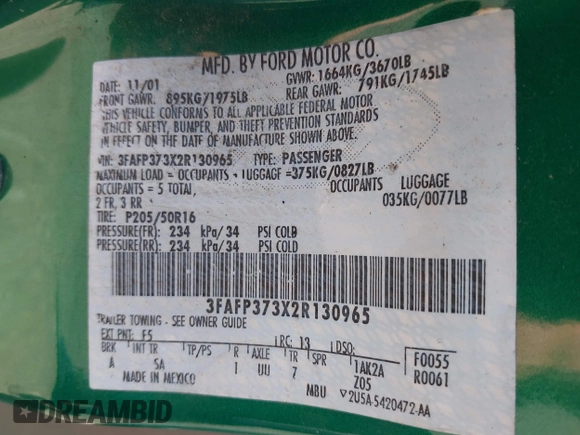 MFD. BY FORD MOTOR CO.
DATE: 11/01 GVWR: 1664KG/3670LB
FRONT GAWR: 895KG/1975LB REAR GAWR: 791KG/1745LB
THIS VEHICLE CONFORMS TO ALL APPLICABLE FEDERAL MOTOR
VEHICLE SAFETY, BUMPER, AND THEFT PREVENTION STANDARDS
IN EFFECT ON THE DATE OF MANUFACTURE SHOWN ABOVE.
VIN: 3FAFP373X2R130965 TYPE: PASSENGER
MAXIMUM LOAD = OCCUPANTS + LUGGAGE =375KG/0827LB
OCCUPANTS = 5 TOTAL, OCCUPANTS LUGGAGE
2 FR, 3 RR 035KG/0077LB
TIRE: P205/50R16
PRESSURE(FR): 234 kPa/34 PSI COLD
PRESSURE(RR): 234 kPa/34 PSI COLD
3FAFP373X2R130965
TRAILER TOWING - SEE OWNER GUIDE
EXT PNT: F5 RC: 13 DSO: F0055
BRK INT TR TP/PS R AXLE TR SPR 1AK2A R0061
A SA 1 UU 7 Z05
MADE IN MEXICO MBU 2U5A-5420472-AA
DREAMBID